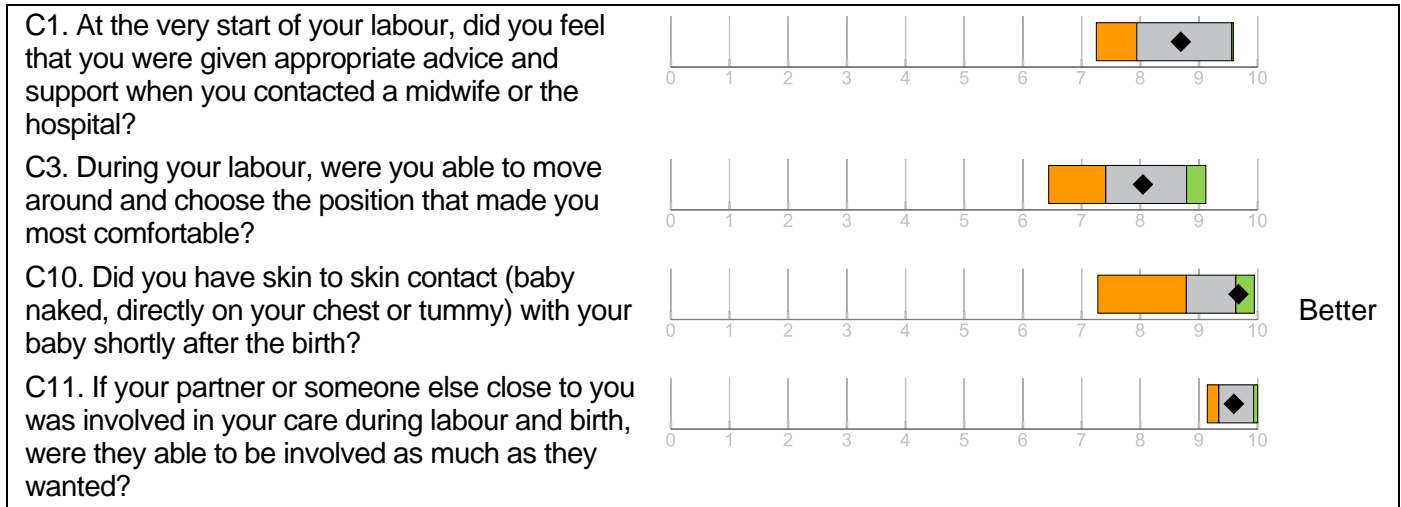 C1. At the very start of your labour, did you feel
that you were given appropriate advice and
support when you contacted a midwife or the
hospital?
0 1 2 3 4 5 6 7 8 9 10
C3. During your labour, were you able to move
around and choose the position that made you
most comfortable?
0 1 2 3 4 5 6 7 8 9 10
C10. Did you have skin to skin contact (baby
naked, directly on your chest or tummy) with your
baby shortly after the birth?
0 1 2 3 4 5 6 7 8 9 10
Better
C11. If your partner or someone else close to you
was involved in your care during labour and birth,
were they able to be involved as much as they
wanted?
0 1 2 3 4 5 6 7 8 9 10